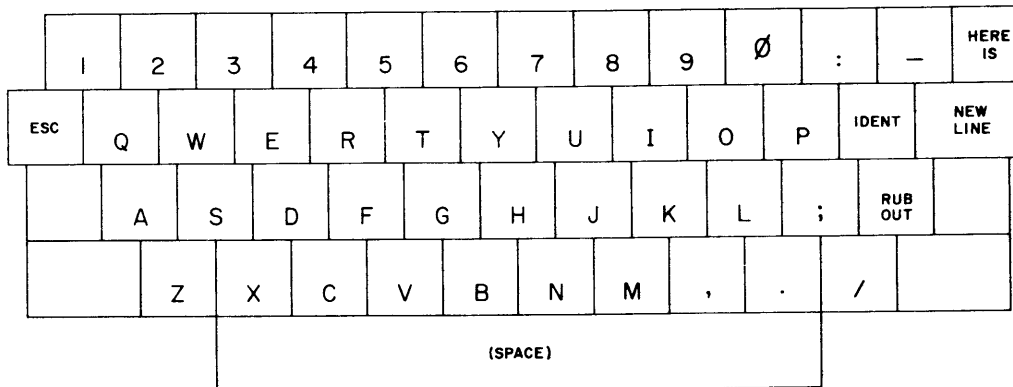 1 2 3 4 5 6 7 8 9 Ø : – HERE IS
ESC Q W E R T Y U I O P IDENT NEW LINE
A S D F G H J K L ; RUB OUT
Z X C V B N M , . /
(SPACE)